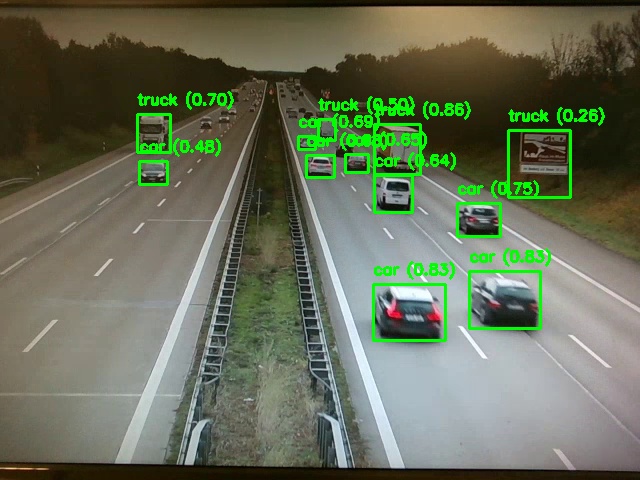 truck (0.70)
truck (0.50)
truck (0.86)
truck (0.26)
car (0.69)
car (0.48)
car (0.64)
car (0.75)
car (0.83)
car (0.83)